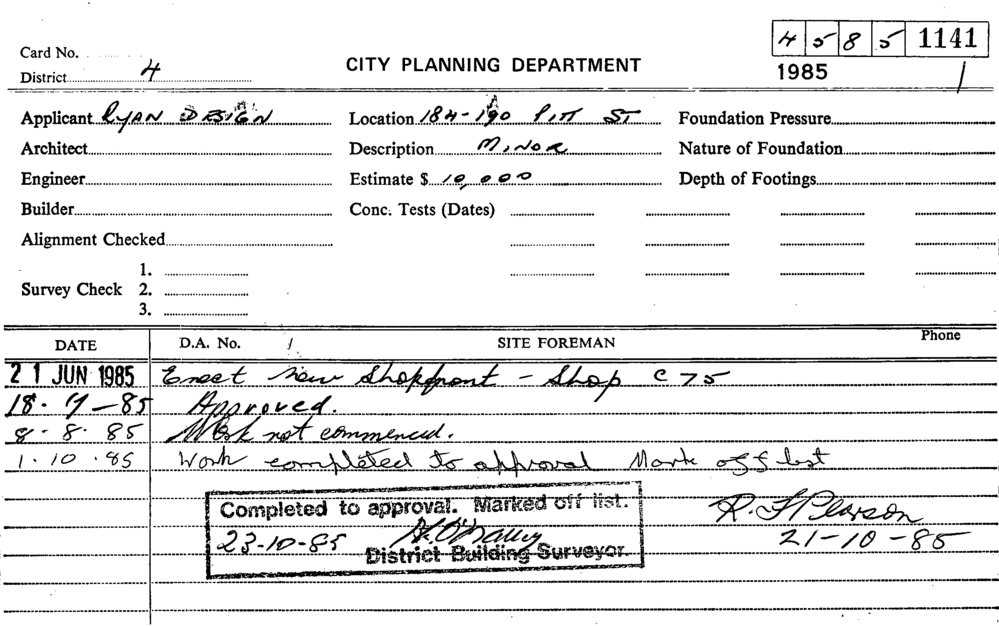 4 5 8 5 1141
Card No.
District 4
CITY PLANNING DEPARTMENT
1985 /
Applicant RYAN DESIGN Location 184-190 PITT ST Foundation Pressure
Architect Description MINOR Nature of Foundation
Engineer Estimate $ 10,000 Depth of Footings
Builder Conc. Tests (Dates)
Alignment Checked
1.
Survey Check 2.
3.
DATE D.A. No. / SITE FOREMAN Phone
21 JUN 1985 Erect new Shopfront - Shop C 75
18-7-85 Approved.
8-8-85 Work not commenced.
1-10-85 Work completed to approval Mark off list
Completed to approval. Marked off list.
R. F Pearson
23-10-85
21-10-85
District Building Surveyor.